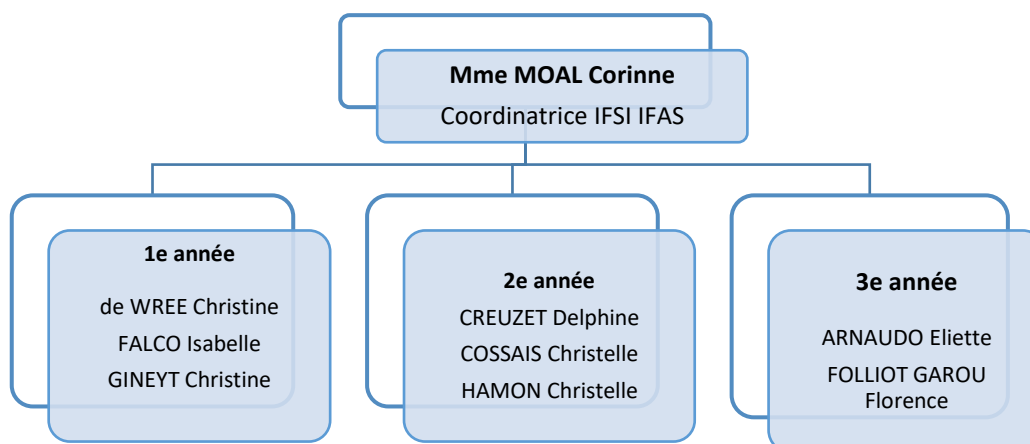 Mme MOAL Corinne
Coordinatrice IFSI IFAS
1e année
de WREE Christine
FALCO Isabelle
GINEYT Christine
2e année
CREUZET Delphine
COSSAIS Christelle
HAMON Christelle
3e année
ARNAUDO Eliette
FOLLIOT GAROU
Florence